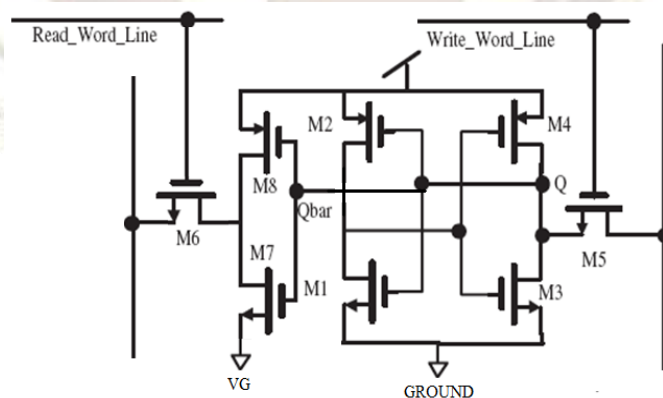 Read_Word_Line
Write_Word_Line
M2
M4
M8
Qbar
Q
M6
M7
M5
M1
M3
VG
GROUND